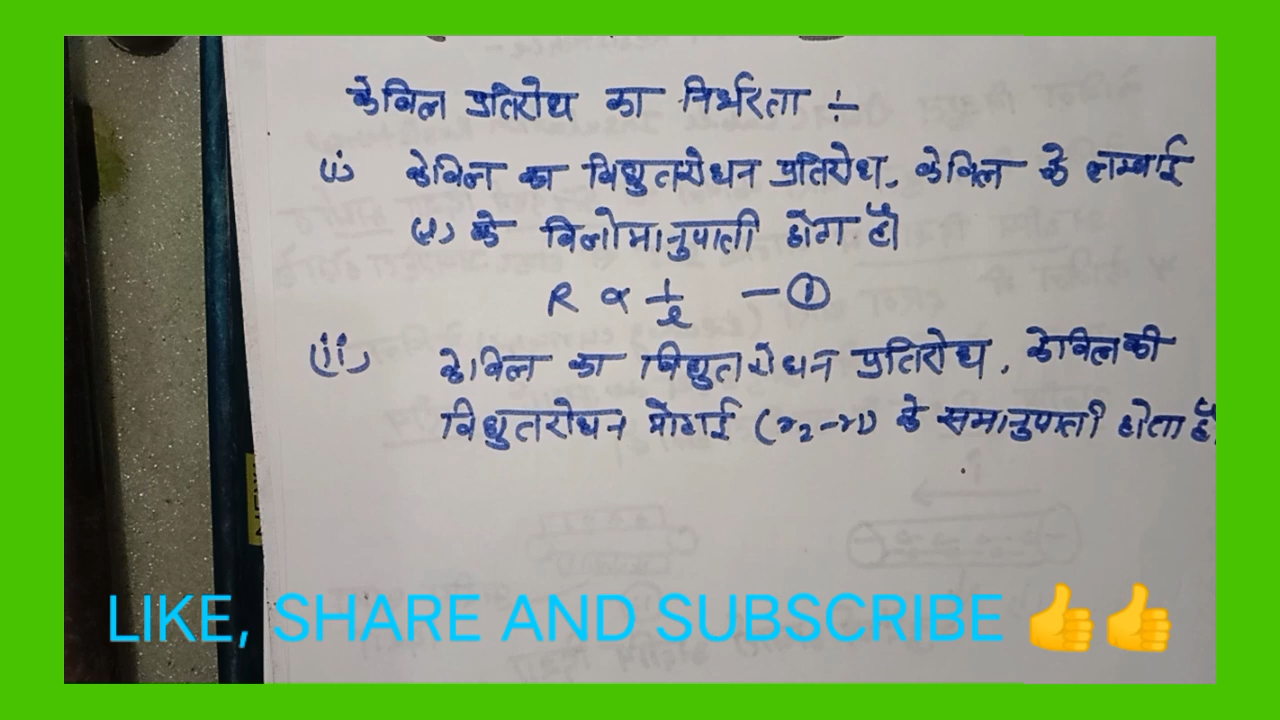 केबिल प्रतिरोध का निर्भरता ÷
(i) केबिल का विद्युतरोधन प्रतिरोध, केबिल के लम्बाई
(l) के विलोमानुपाती होता है।
R ∝ 1/l — ①
(ii) केबिल का विद्युतरोधन प्रतिरोध, केबिल की
विद्युतरोधन मोटाई (r₂-r₁) के समानुपाती होता है
LIKE, SHARE AND SUBSCRIBE 👍👍